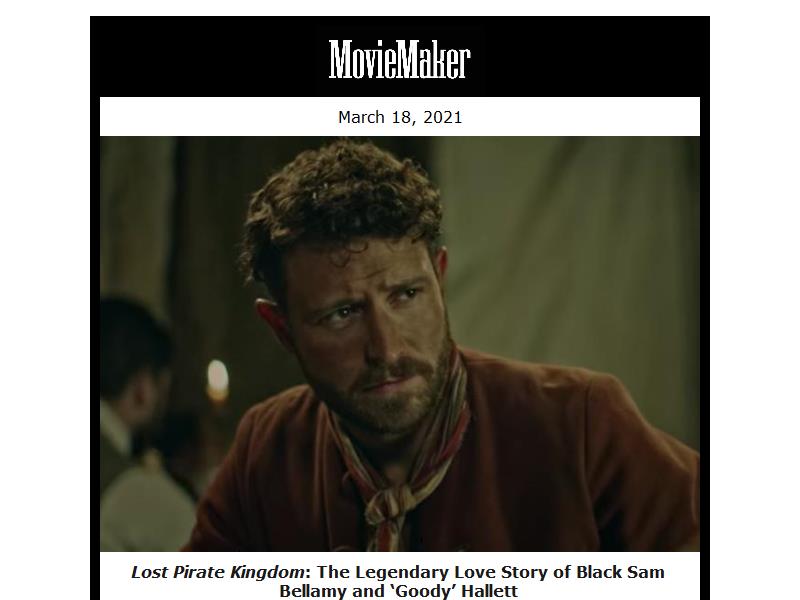 MovieMaker
March 18, 2021
Lost Pirate Kingdom: The Legendary Love Story of Black Sam
Bellamy and ‘Goody’ Hallett